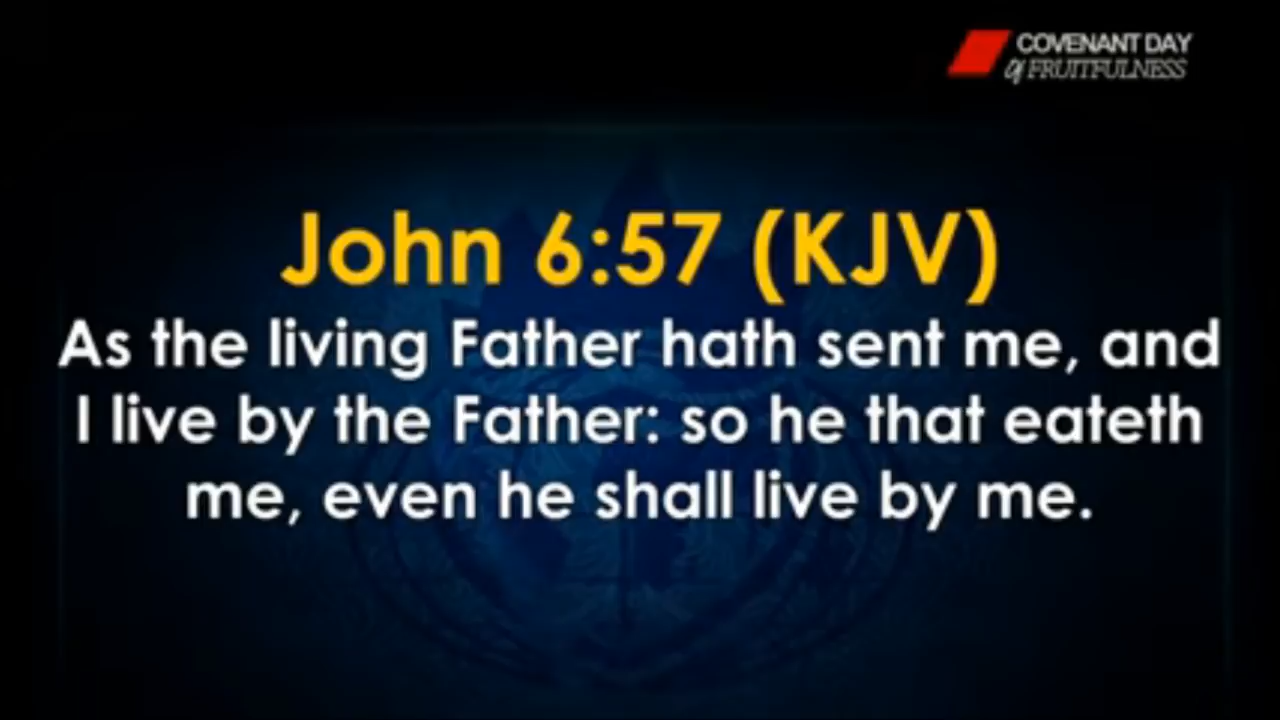 COVENANT DAY
Of FRUITFULNESS
John 6:57 (KJV)
As the living Father hath sent me, and
I live by the Father: so he that eateth
me, even he shall live by me.